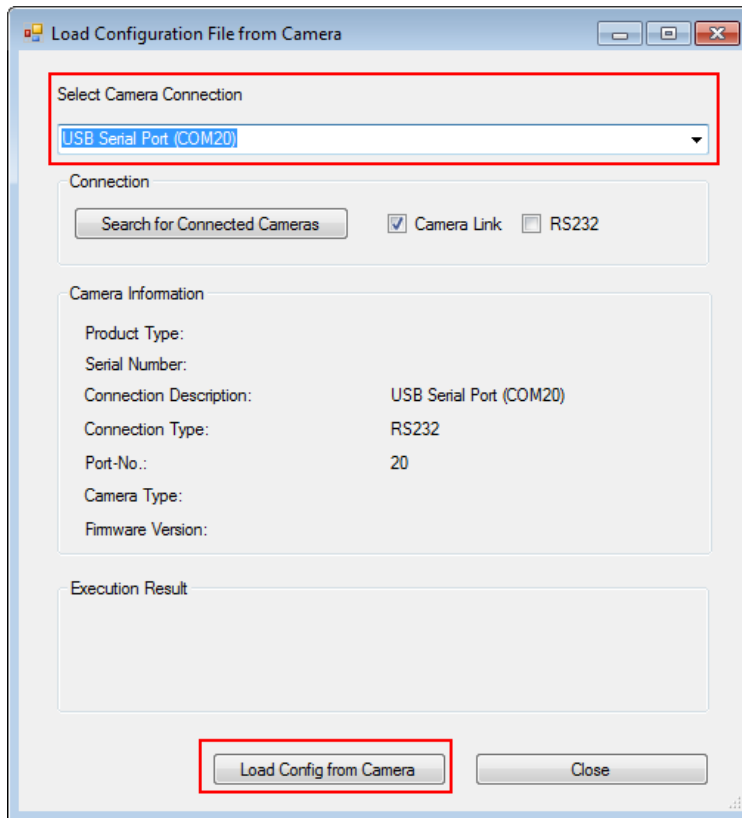 Load Configuration File from Camera
Select Camera Connection
USB Serial Port (COM20)
Connection
Search for Connected Cameras Camera Link RS232
Camera Information
Product Type:
Serial Number:
Connection Description: USB Serial Port (COM20)
Connection Type: RS232
Port-No.: 20
Camera Type:
Firmware Version:
Execution Result
Load Config from Camera Close